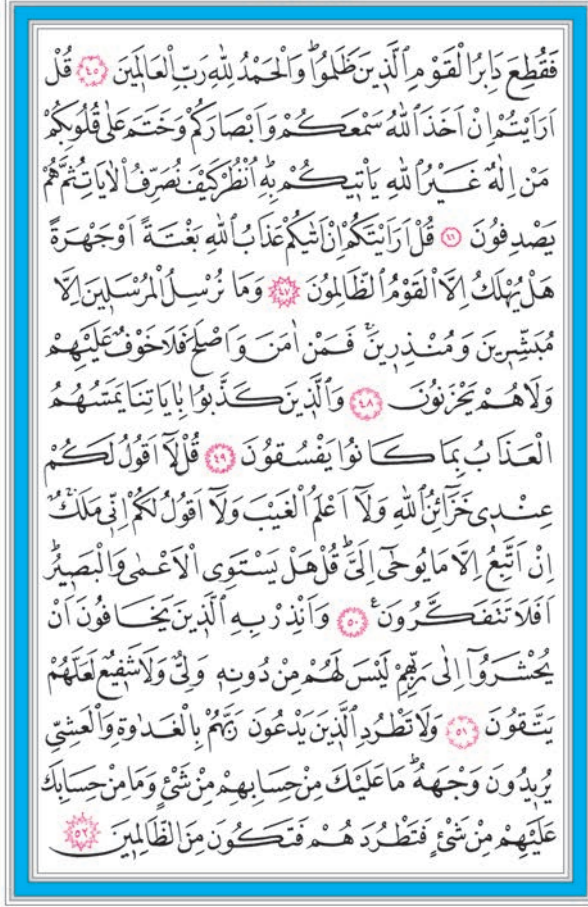 فَقُطِعَ دَابِرُ الْقَوْمِ الَّذِينَ ظَلَمُواۜ وَالْحَمْدُ لِلّٰهِ رَبِّ الْعَالَمِينَ ﴿٤٥﴾ قُلْ
اَرَاَيْتُمْ اِنْ اَخَذَ اللّٰهُ سَمْعَكُمْ وَاَبْصَارَكُمْ وَخَتَمَ عَلٰى قُلُوبِكُمْ
مَنْ اِلٰهٌ غَيْرُ اللّٰهِ يَأْتِيكُمْ بِهِۜ اُنْظُرْ كَيْفَ نُصَرِّفُ الْاٰيَاتِ ثُمَّ هُمْ
يَصْدِفُونَ ﴿٤٦﴾ قُلْ اَرَاَيْتَكُمْ اِنْ اَتٰيكُمْ عَذَابُ اللّٰهِ بَغْتَةً اَوْ جَهْرَةً
هَلْ يُهْلَكُ اِلَّا الْقَوْمُ الظَّالِمُونَ ﴿٤٧﴾ وَمَا نُرْسِلُ الْمُرْسَلِينَ اِلَّا
مُبَشِّرِينَ وَمُنْذِرِينَۚ فَمَنْ اٰمَنَ وَاَصْلَحَ فَلَا خَوْفٌ عَلَيْهِمْ
وَلَا هُمْ يَحْزَنُونَ ﴿٤٨﴾ وَالَّذِينَ كَذَّبُوا بِاٰيَاتِنَا يَمَسُّهُمُ
الْعَذَابُ بِمَا كَانُوا يَفْسُقُونَ ﴿٤٩﴾ قُلْ لَٓا اَقُولُ لَكُمْ
عِنْدِي خَزَٓائِنُ اللّٰهِ وَلَٓا اَعْلَمُ الْغَيْبَ وَلَٓا اَقُولُ لَكُمْ اِنِّي مَلَكٌۚ
اِنْ اَتَّبِعُ اِلَّا مَا يُوحٰٓى اِلَيَّۜ قُلْ هَلْ يَسْتَوِي الْاَعْمٰى وَالْبَصِيرُۜ
اَفَلَا تَتَفَكَّرُونَ۟ ﴿٥٠﴾ وَاَنْذِرْ بِهِ الَّذِينَ يَخَافُونَ اَنْ
يُحْشَرُٓوا اِلٰى رَبِّهِمْ لَيْسَ لَهُمْ مِنْ دُونِهِ وَلِيٌّ وَلَا شَفِيعٌ لَعَلَّهُمْ
يَتَّقُونَ ﴿٥١﴾ وَلَا تَطْرُدِ الَّذِينَ يَدْعُونَ رَبَّهُمْ بِالْغَدٰوةِ وَالْعَشِيِّ
يُرِيدُونَ وَجْهَهُۜ مَا عَلَيْكَ مِنْ حِسَابِهِمْ مِنْ شَيْءٍ وَمَا مِنْ حِسَابِكَ
عَلَيْهِمْ مِنْ شَيْءٍ فَتَطْرُدَهُمْ فَتَكُونَ مِنَ الظَّالِمِينَ ﴿٥٢﴾